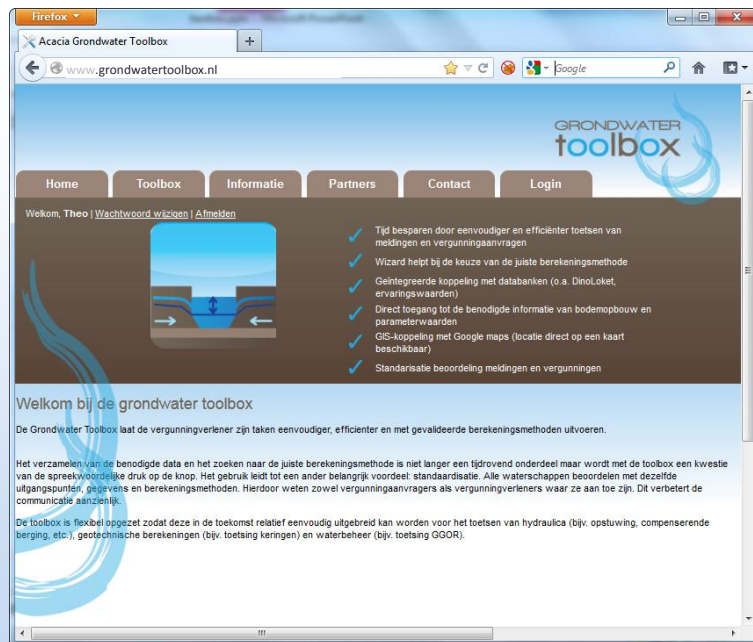 Firefox
Acacia Grondwater Toolbox
www.grondwatertoolbox.nl
Google
GRONDWATER
toolbox
Home Toolbox Informatie Partners Contact Login
Welkom, Theo | Wachtwoord wijzigen | Afmelden
Tijd besparen door eenvoudiger en efficiënter toetsen van
meldingen en vergunningaanvragen
Wizard helpt bij de keuze van de juiste berekeningsmethode
Geïntegreerde koppeling met databanken (o.a. DinoLoket,
ervaringswaarden)
Direct toegang tot de benodigde informatie van bodemopbouw en
parameterwaarden
GIS-koppeling met Google maps (locatie direct op een kaart
beschikbaar)
Standarisatie beoordeling meldingen en vergunningen
Welkom bij de grondwater toolbox
De Grondwater Toolbox laat de vergunningverlener zijn taken eenvoudiger, efficienter en met gevalideerde berekeningsmethoden uitvoeren.
Het verzamelen van de benodigde data en het zoeken naar de juiste berekeningsmethode is niet langer een tijdrovend onderdeel maar wordt met de toolbox een kwestie
van de spreekwoordelijke druk op de knop. Het gebruik leidt tot een ander belangrijk voordeel: standaardisatie. Alle waterschappen beoordelen met dezelfde
uitgangspunten, gegevens en berekeningsmethoden. Hierdoor weten zowel vergunningaanvragers als vergunningverleners waar ze aan toe zijn. Dit verbetert de
communicatie aanzienlijk.
De toolbox is flexibel opgezet zodat deze in de toekomst relatief eenvoudig uitgebreid kan worden voor het toetsen van hydraulica (bijv. opstuwing, compenserende
berging, etc.), geotechnische berekeningen (bijv. toetsing keringen) en waterbeheer (bijv. toetsing GGOR).